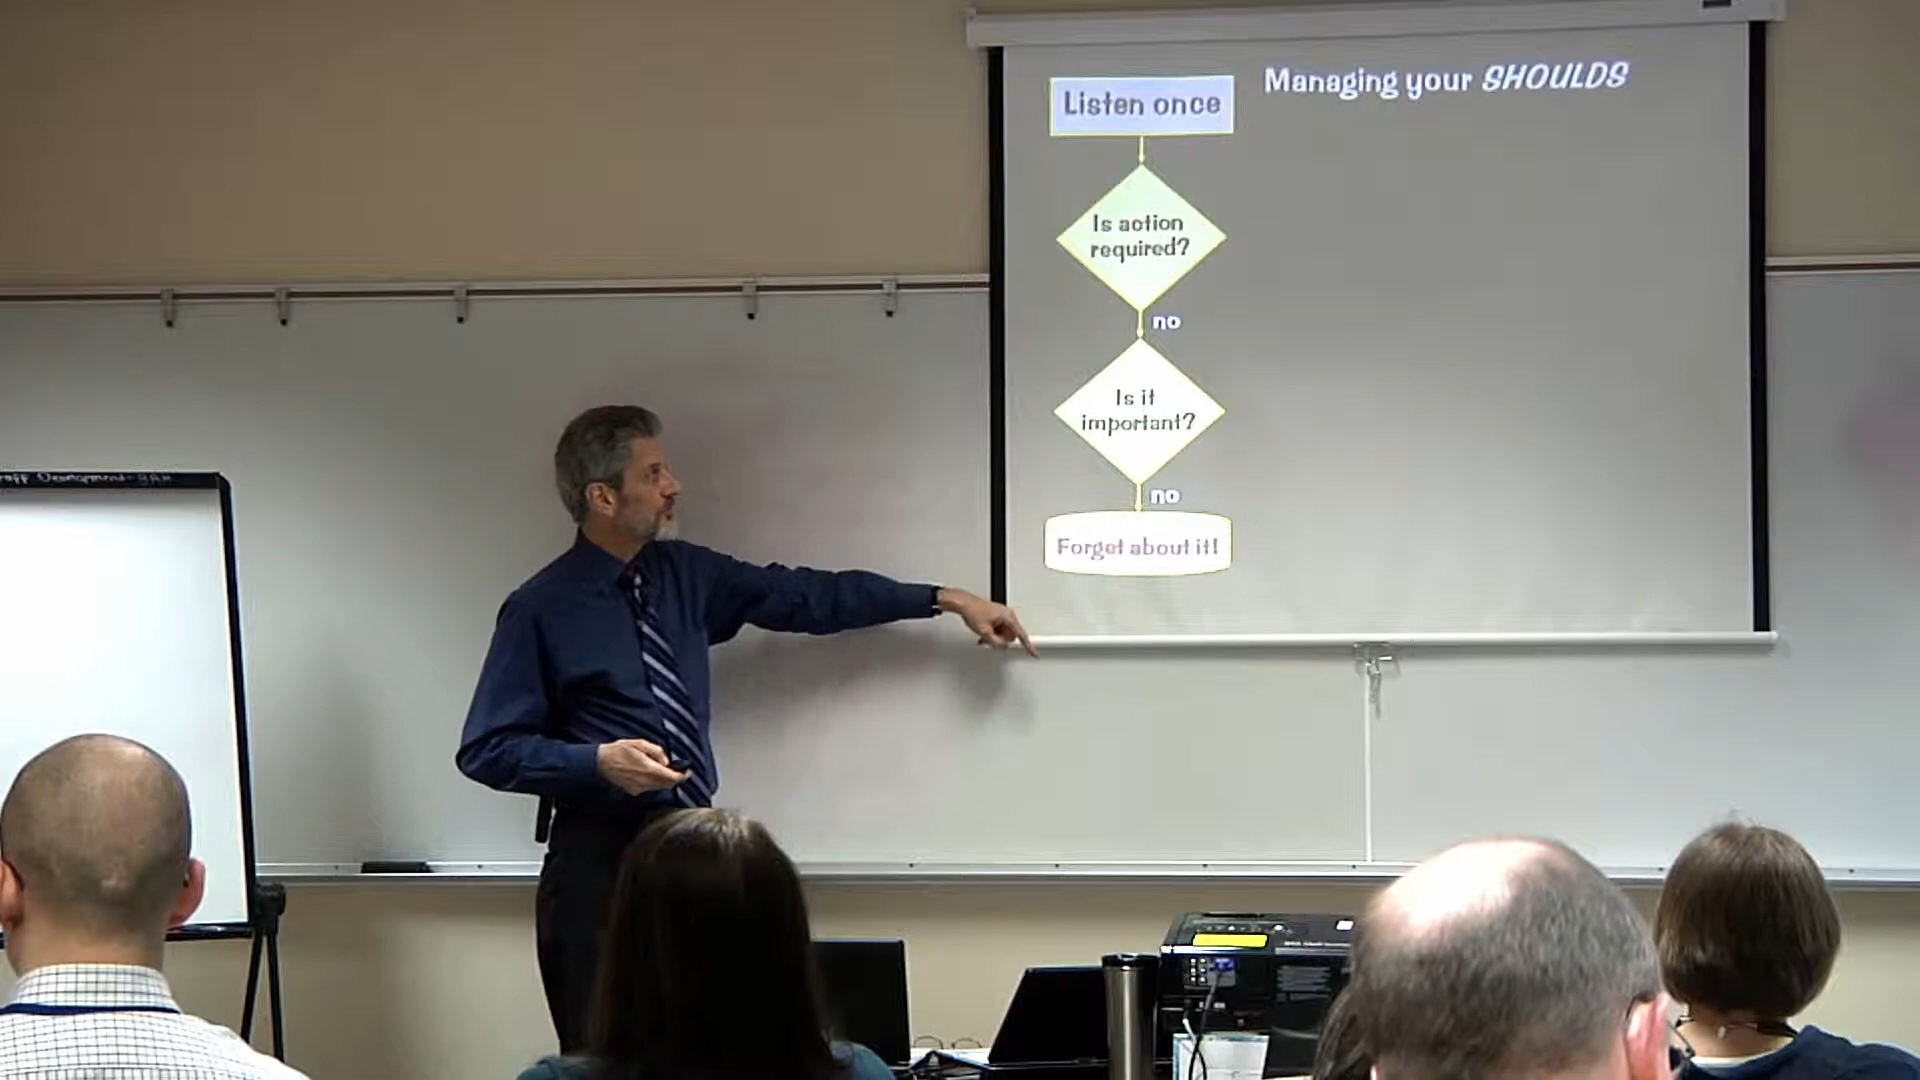 Managing your SHOULDS
Listen once
Is action
required?
no
Is it
important?
no
Forget about it!